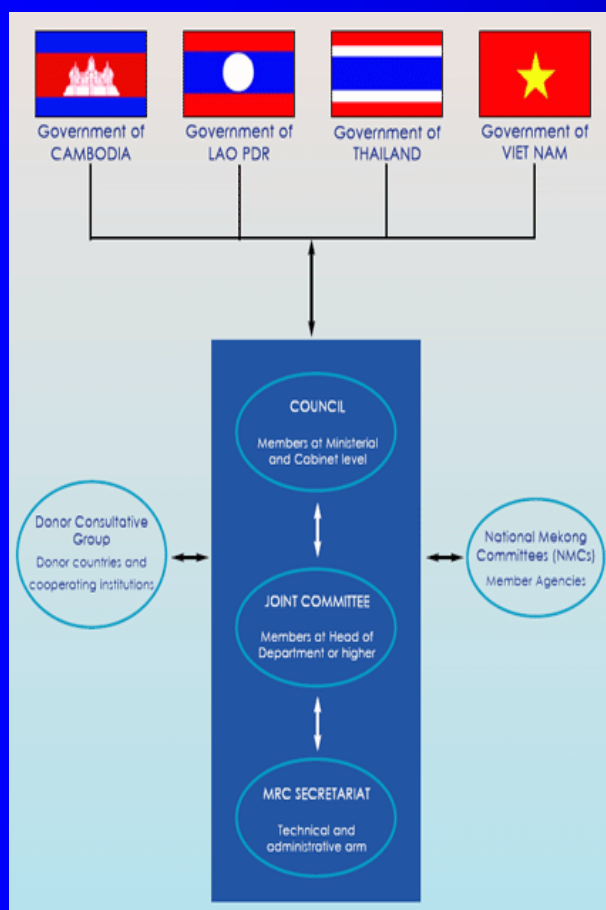 Government of
CAMBODIA
Government of
LAO PDR
Government of
THAILAND
Government of
VIET NAM
COUNCIL
Members at Ministerial
and Cabinet level
Donor Consultative
Group
Donor countries and
cooperating institutions
National Mekong
Committees (NMCs)
Member Agencies
JOINT COMMITTEE
Members at Head of
Department or higher
MRC SECRETARIAT
Technical and
administrative arm